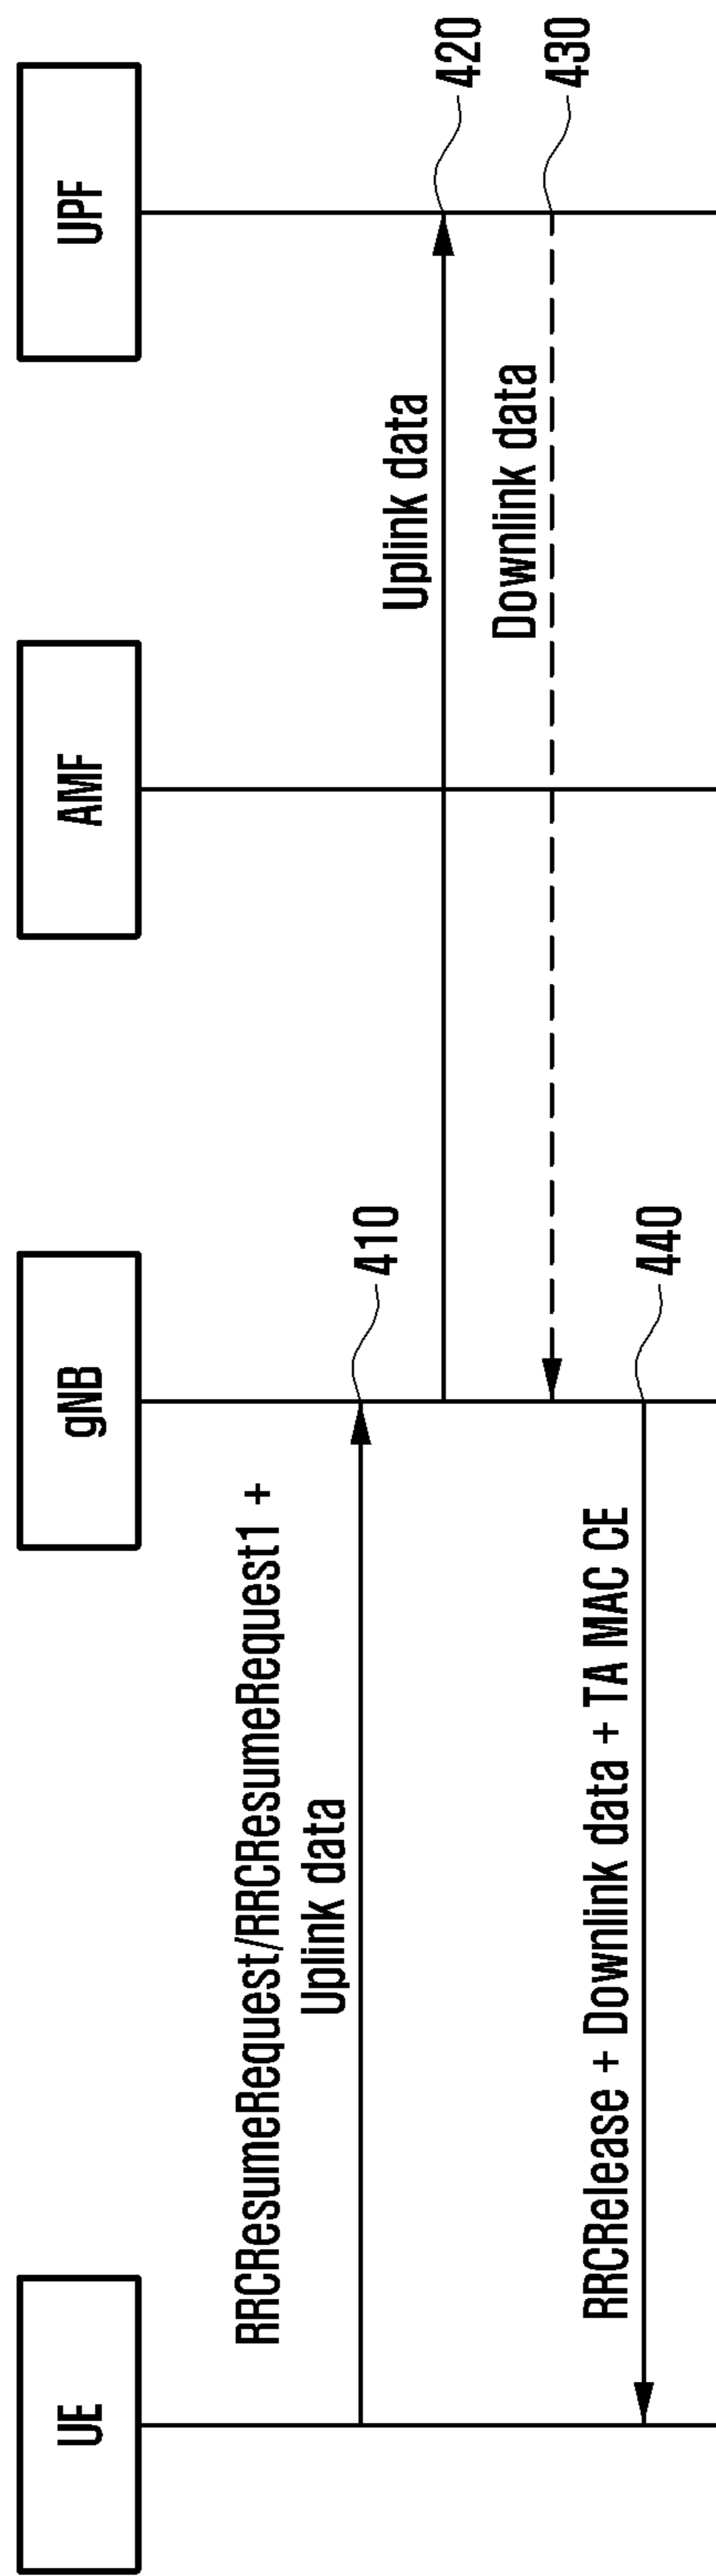 UE
gNB
AMF
UPF
RRCResumeRequest/RRCResumeRequest1 +
Uplink data
410
Uplink data
420
Downlink data
430
RRCRelease + Downlink data + TA MAC CE
440